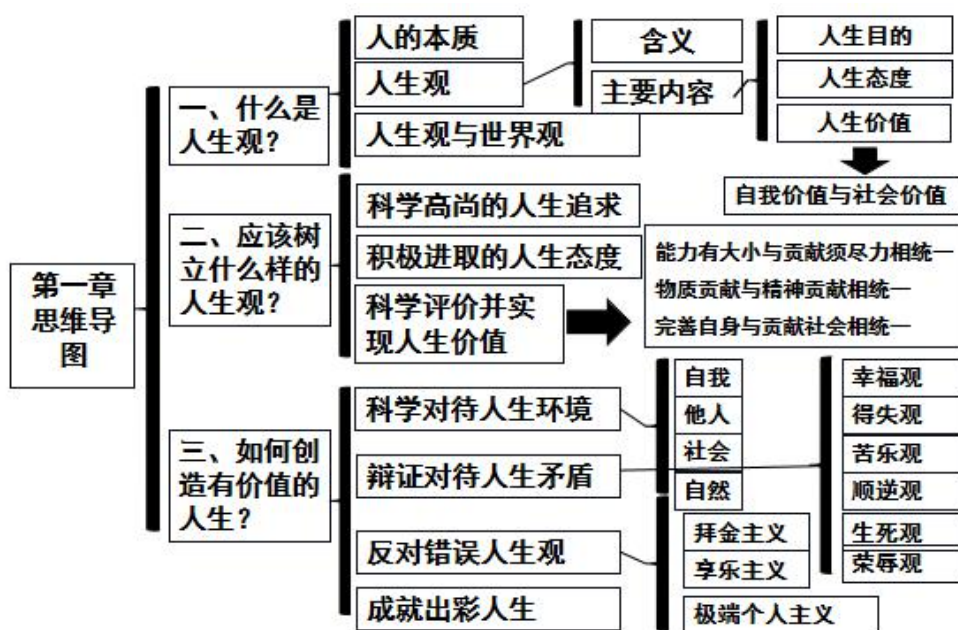 第一章
思维导
图
一、什么是
人生观？
人的本质
人生观
人生观与世界观
含义
主要内容
人生目的
人生态度
人生价值
自我价值与社会价值
二、应该树
立什么样的
人生观？
科学高尚的人生追求
积极进取的人生态度
科学评价并实
现人生价值
能力有大小与贡献须尽力相统一
物质贡献与精神贡献相统一
完善自身与贡献社会相统一
三、如何创
造有价值的
人生？
科学对待人生环境
自我
他人
社会
自然
辩证对待人生矛盾
幸福观
得失观
苦乐观
顺逆观
生死观
荣辱观
反对错误人生观
拜金主义
享乐主义
极端个人主义
成就出彩人生